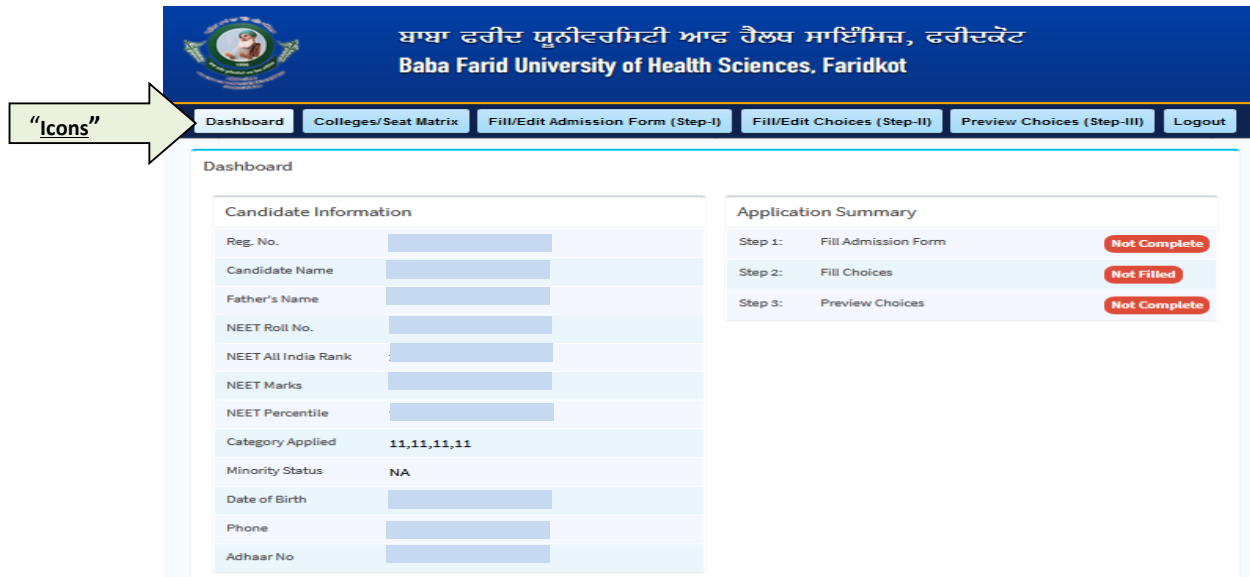 ਬਾਬਾ ਫਰੀਦ ਯੂਨੀਵਰਸਿਟੀ ਆਫ ਹੈਲਥ ਸਾਇੰਸਿਜ਼, ਫਰੀਦਕੋਟ
Baba Farid University of Health Sciences, Faridkot
“Icons”
Dashboard Colleges/Seat Matrix Fill/Edit Admission Form (Step-I) Fill/Edit Choices (Step-II) Preview Choices (Step-III) Logout
Dashboard
Candidate Information
Reg. No.
Candidate Name
Father's Name
NEET Roll No.
NEET All India Rank
NEET Marks
NEET Percentile
Category Applied 11,11,11,11
Minority Status NA
Date of Birth
Phone
Adhaar No
Application Summary
Step 1: Fill Admission Form Not Complete
Step 2: Fill Choices Not Filled
Step 3: Preview Choices Not Complete